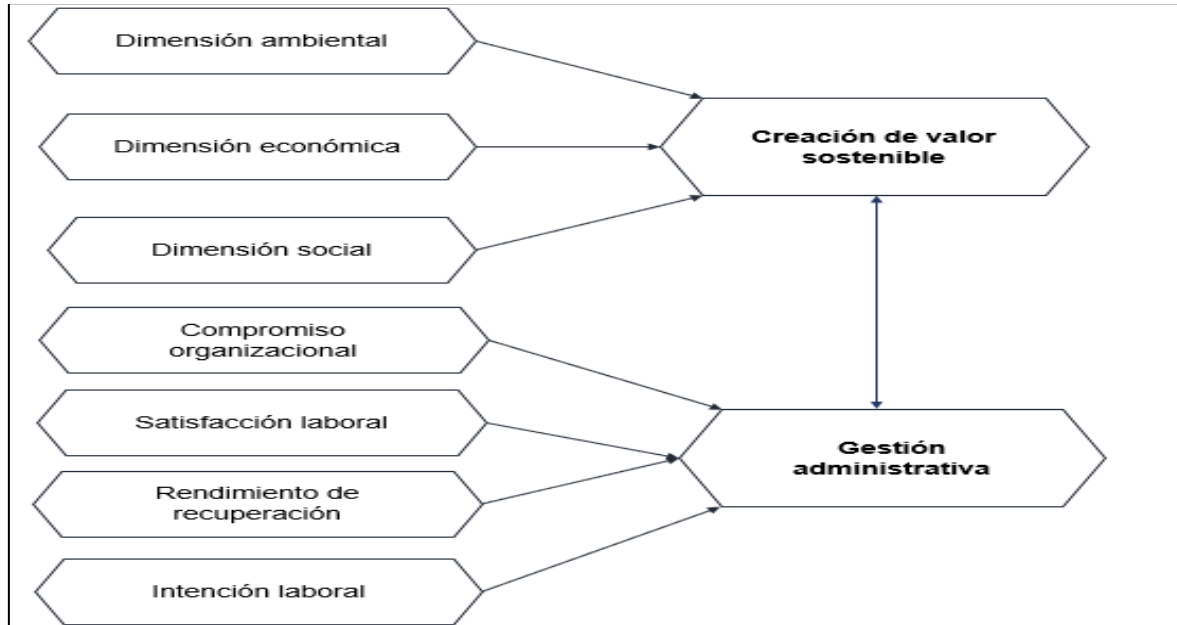 Dimensión ambiental
Dimensión económica
Creación de valor
sostenible
Dimensión social
Compromiso
organizacional
Satisfacción laboral
Gestión
administrativa
Rendimiento de
recuperación
Intención laboral